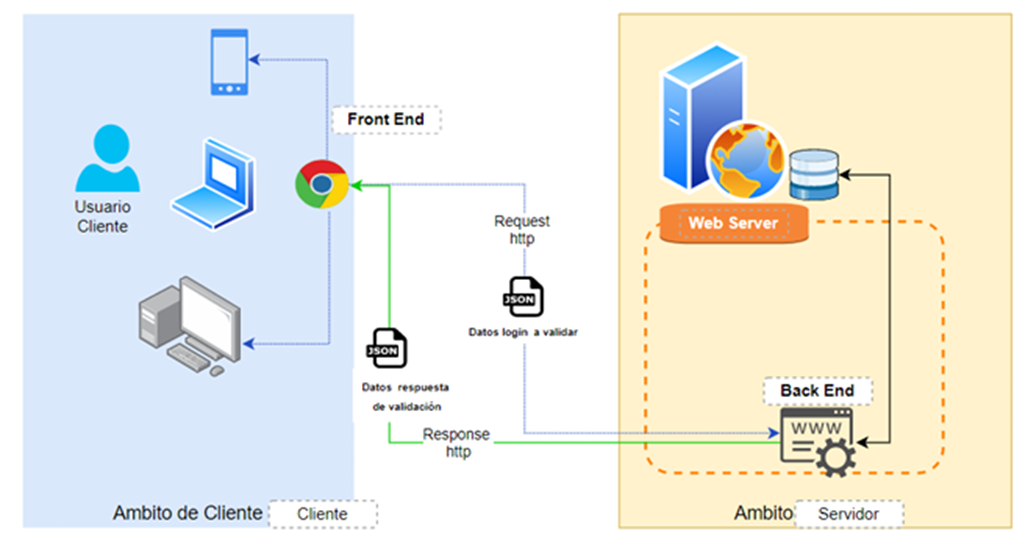 Front End
Usuario
Cliente
Request
http
JSON
Datos login a validar
JSON
Datos respuesta
de validación
Response
http
Web Server
Back End
WWW
Ambito de Cliente
Cliente
Ambito
Servidor